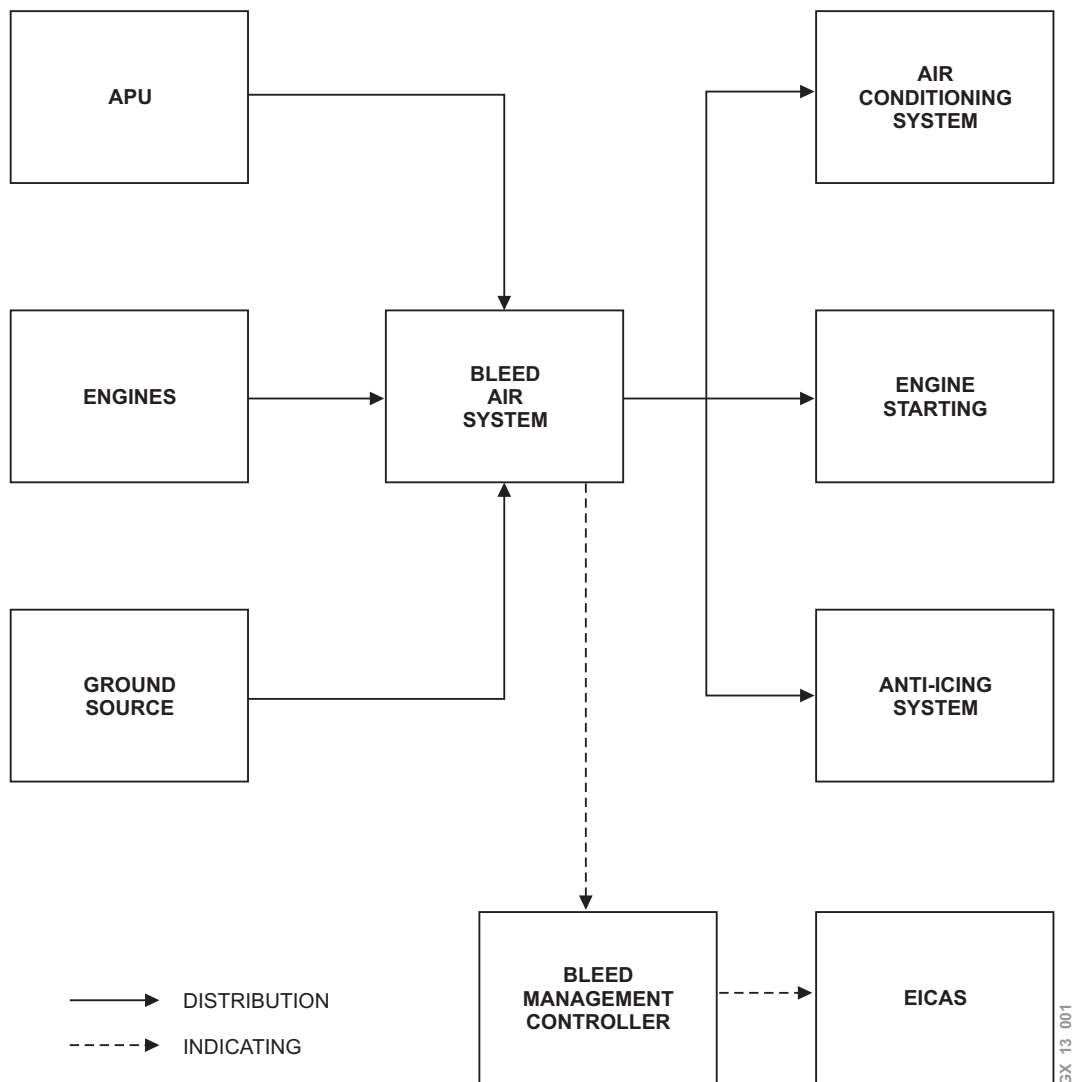 APU
AIR
CONDITIONING
SYSTEM
ENGINES
BLEED
AIR
SYSTEM
ENGINE
STARTING
GROUND
SOURCE
ANTI-ICING
SYSTEM
BLEED
MANAGEMENT
CONTROLLER
EICAS
DISTRIBUTION
INDICATING
GX 13 001